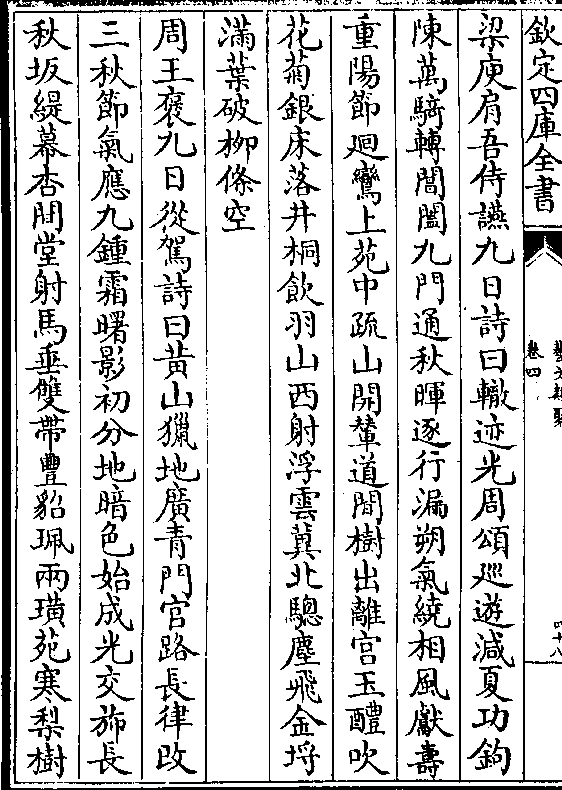 欽定四庫全書
藝文類聚
卷四
四十八
梁庾肩吾侍讌九日詩曰轍迹光周頌巡遊減夏功鉤
陳萬騎轉閶闔九門通秋暉逐行漏朔氣繞相風獻壽
重陽節廻鸞上苑中疏山開輦道間樹出離宮玉醴吹
花菊銀床落井桐飲羽山西射浮雲冀北驄塵飛金埒
滿葉破柳條空
周王褒九日從駕詩曰黃山獵地廣青門官路長律改
三秋節氣應九鍾霜曙影初分地暗色始成光交斾長
秋坂緹幕杏閒堂射馬垂雙帶豐貂珮兩璜苑寒梨樹